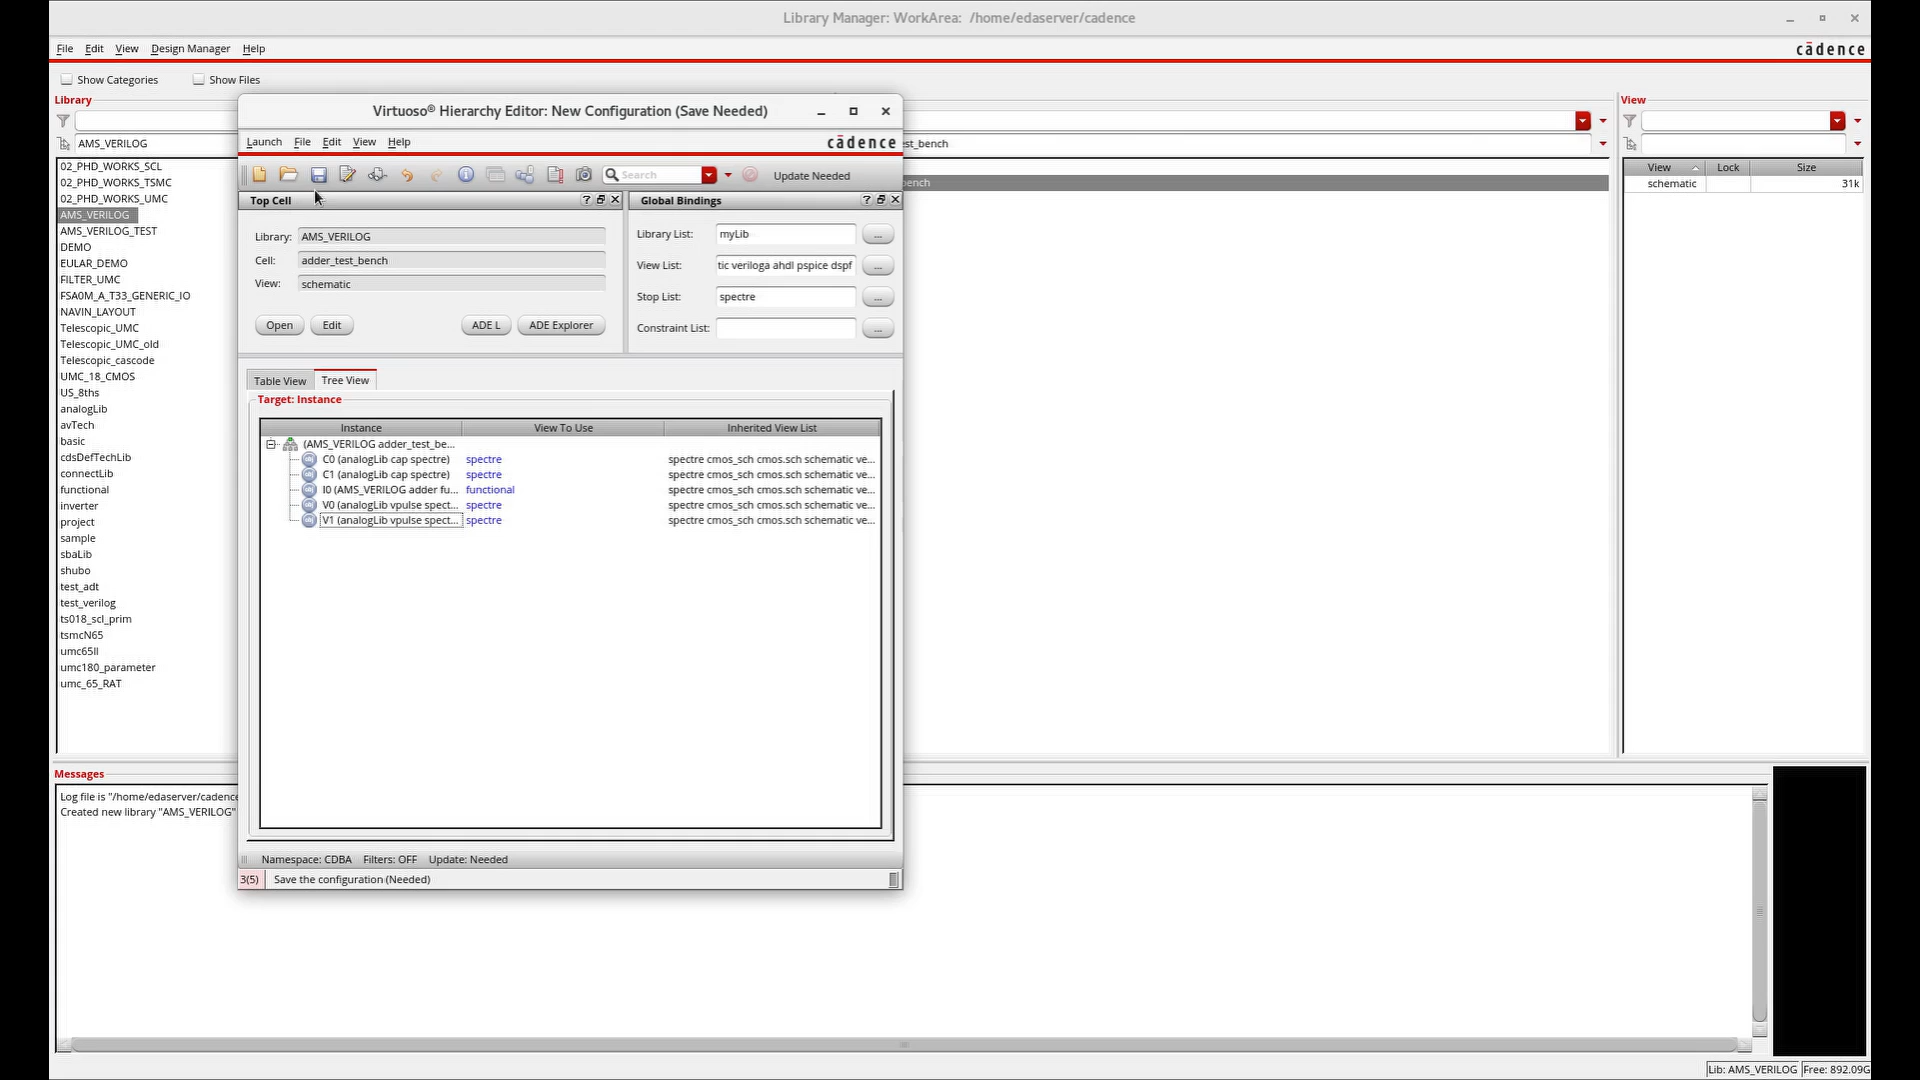 Library Manager: WorkArea: /home/edaserver/cadence
File Edit View Design Manager Help
cādence
Show Categories Show Files
Library
AMS_VERILOG
02_PHD_WORKS_SCL
02_PHD_WORKS_TSMC
02_PHD_WORKS_UMC
AMS_VERILOG
AMS_VERILOG_TEST
DEMO
EULAR_DEMO
FILTER_UMC
FSA0M_A_T33_GENERIC_IO
NAVIN_LAYOUT
Telescopic_UMC
Telescopic_UMC_old
Telescopic_cascode
UMC_18_CMOS
US_8ths
analogLib
avTech
basic
cdsDefTechLib
connectLib
functional
inverter
project
sample
sbaLib
shubo
test_adt
test_verilog
ts018_scl_prim
tsmcN65
umc65ll
umc180_parameter
umc_65_RAT
Virtuoso® Hierarchy Editor: New Configuration (Save Needed)
Launch File Edit View Help
cādence
Search
Update Needed
Top Cell
Library: AMS_VERILOG
Cell: adder_test_bench
View: schematic
Open Edit ADE L ADE Explorer
Global Bindings
Library List: myLib ...
View List: tic veriloga ahdl pspice dspf ...
Stop List: spectre ...
Constraint List: ...
Table View Tree View
Target: Instance
Instance View To Use Inherited View List
(AMS_VERILOG adder_test_be...
C0 (analogLib cap spectre) spectre spectre cmos_sch cmos.sch schematic ve...
C1 (analogLib cap spectre) spectre spectre cmos_sch cmos.sch schematic ve...
I0 (AMS_VERILOG adder fu... functional spectre cmos_sch cmos.sch schematic ve...
V0 (analogLib vpulse spect... spectre spectre cmos_sch cmos.sch schematic ve...
V1 (analogLib vpulse spect... spectre spectre cmos_sch cmos.sch schematic ve...
Namespace: CDBA Filters: OFF Update: Needed
3(5) Save the configuration (Needed)
est_bench
bench
View
View Lock Size
schematic 31k
Messages
Log file is "/home/edaserver/cadence
Created new library "AMS_VERILOG"
Lib: AMS_VERILOG Free: 892.09G